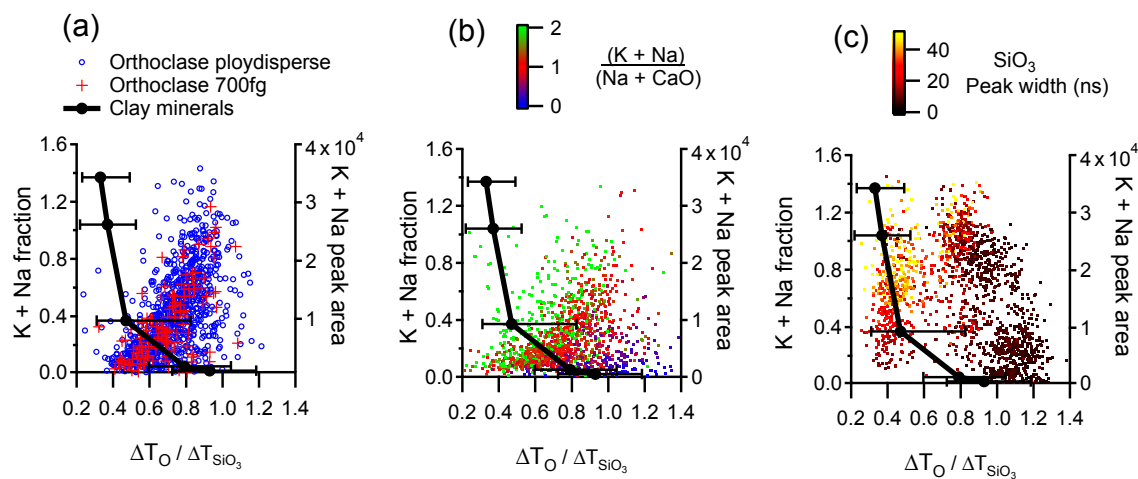 (a)
Orthoclase ploydisperse
Orthoclase 700fg
Clay minerals
1.6
1.2
0.8
0.4
0.0
K + Na fraction
4 x 10⁴
3
2
1
0
K + Na peak area
0.2 0.4 0.6 0.8 1.0 1.2 1.4
ΔT_O / ΔT_SiO₃
(b)
2
1
0
(K + Na)
(Na + CaO)
1.6
1.2
0.8
0.4
0.0
K + Na fraction
4 x 10⁴
3
2
1
0
K + Na peak area
0.2 0.4 0.6 0.8 1.0 1.2 1.4
ΔT_O / ΔT_SiO₃
(c)
40
20
0
SiO₃
Peak width (ns)
1.6
1.2
0.8
0.4
0.0
K + Na fraction
4 x 10⁴
3
2
1
0
K + Na peak area
0.2 0.4 0.6 0.8 1.0 1.2 1.4
ΔT_O / ΔT_SiO₃